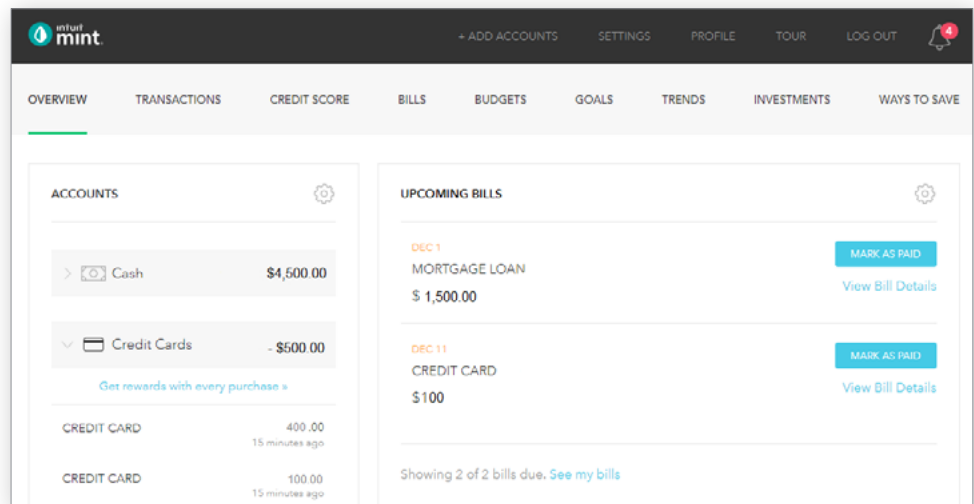 intuit
mint.
+ ADD ACCOUNTS SETTINGS PROFILE TOUR LOG OUT 4
OVERVIEW TRANSACTIONS CREDIT SCORE BILLS BUDGETS GOALS TRENDS INVESTMENTS WAYS TO SAVE
ACCOUNTS
Cash $4,500.00
Credit Cards - $500.00
Get rewards with every purchase »
CREDIT CARD 400 .00
15 minutes ago
CREDIT CARD 100.00
15 minutes ago
UPCOMING BILLS
DEC 1
MORTGAGE LOAN
$ 1,500.00
MARK AS PAID
View Bill Details
DEC 11
CREDIT CARD
$100
MARK AS PAID
View Bill Details
Showing 2 of 2 bills due. See my bills